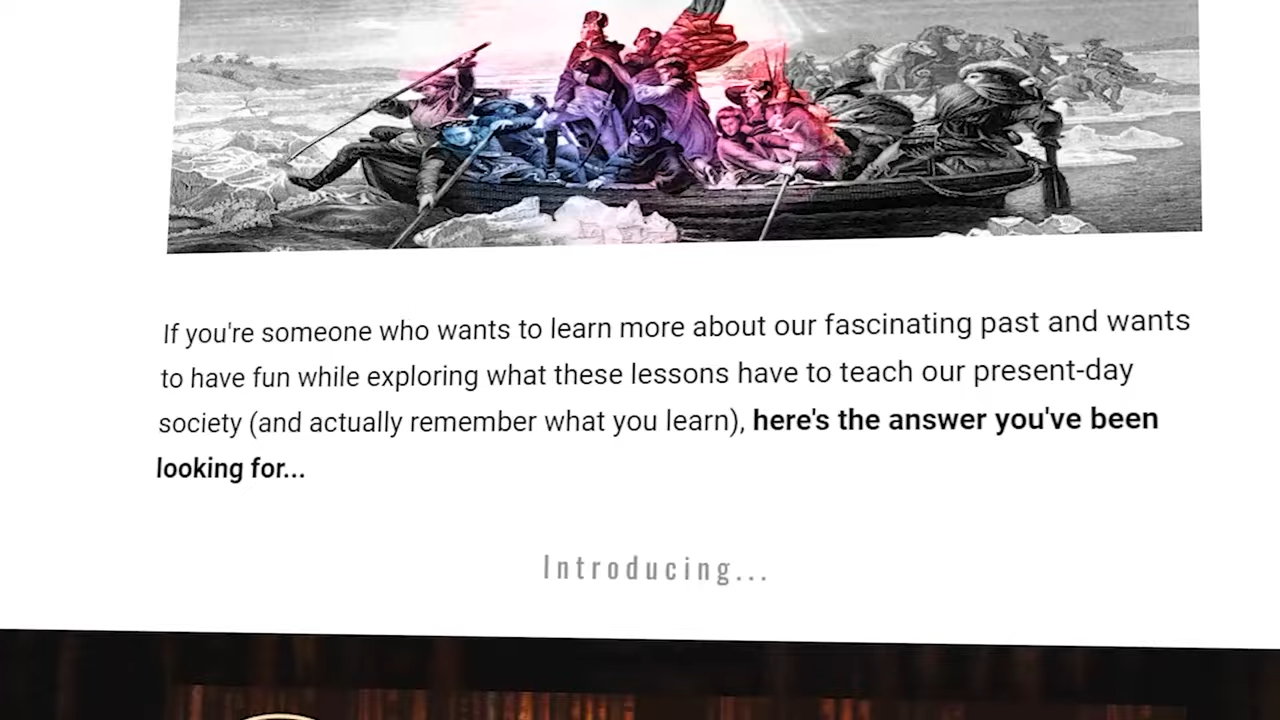 If you're someone who wants to learn more about our fascinating past and wants
to have fun while exploring what these lessons have to teach our present-day
society (and actually remember what you learn), here's the answer you've been
looking for...
Introducing...